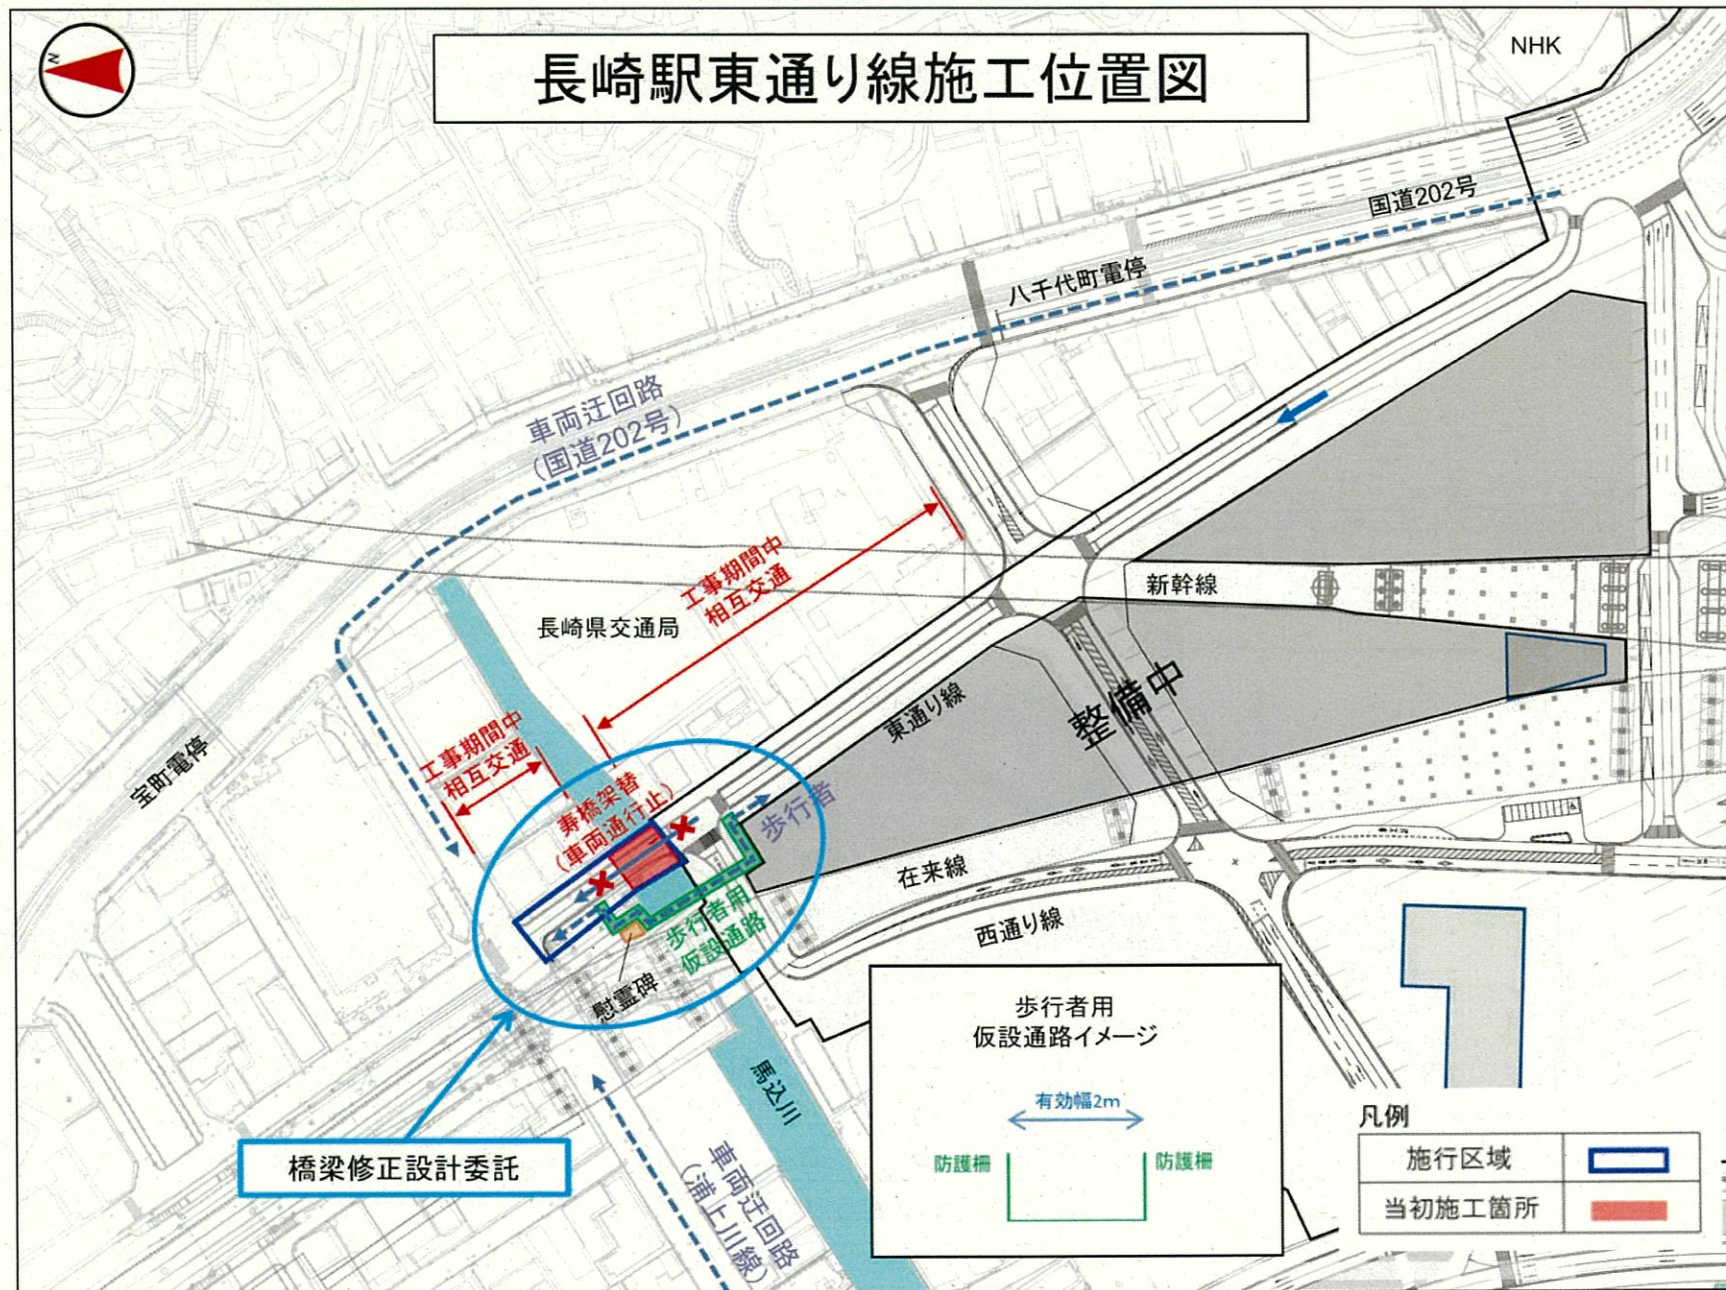 N
長崎駅東通り線施工位置図
NHK
国道202号
八千代町電停
車両迂回路
(国道202号)
工事期間中
相互交通
新幹線
長崎県交通局
東通り線
整備中
宝町電停
工事期間中
相互交通
寿橋架替
(車両通行止)
歩行者
在来線
西通り線
歩行者用
仮設通路
慰霊碑
馬込川
橋梁修正設計委託
車両迂回路
(浦上川線)
歩行者用
仮設通路イメージ
有効幅2m
防護柵
防護柵
凡例
施行区域
当初施工箇所